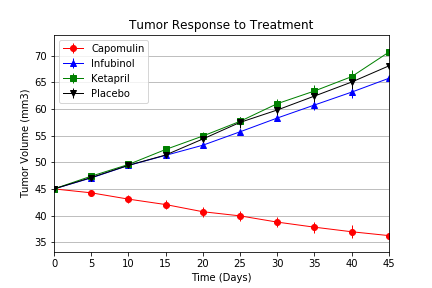 Tumor Response to Treatment
Capomulin
Infubinol
Ketapril
Placebo
Tumor Volume (mm3)
70
65
60
55
50
45
40
35
0 5 10 15 20 25 30 35 40 45
Time (Days)